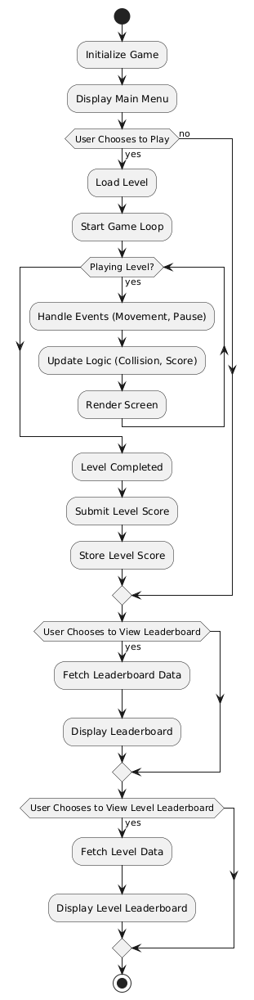 Initialize Game
Display Main Menu
User Chooses to Play
no
yes
Load Level
Start Game Loop
Playing Level?
yes
Handle Events (Movement, Pause)
Update Logic (Collision, Score)
Render Screen
Level Completed
Submit Level Score
Store Level Score
User Chooses to View Leaderboard
yes
Fetch Leaderboard Data
Display Leaderboard
User Chooses to View Level Leaderboard
yes
Fetch Level Data
Display Level Leaderboard